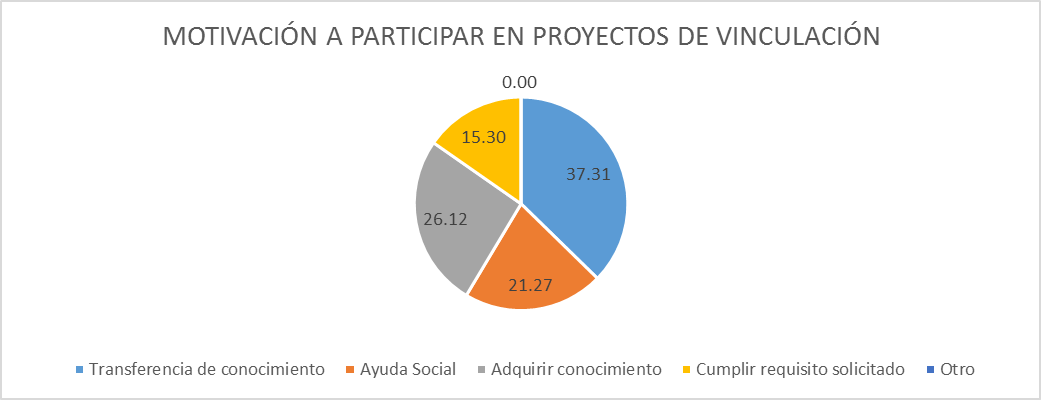 MOTIVACIÓN A PARTICIPAR EN PROYECTOS DE VINCULACIÓN
0.00
15.30
37.31
26.12
21.27
Transferencia de conocimiento Ayuda Social Adquirir conocimiento Cumplir requisito solicitado Otro